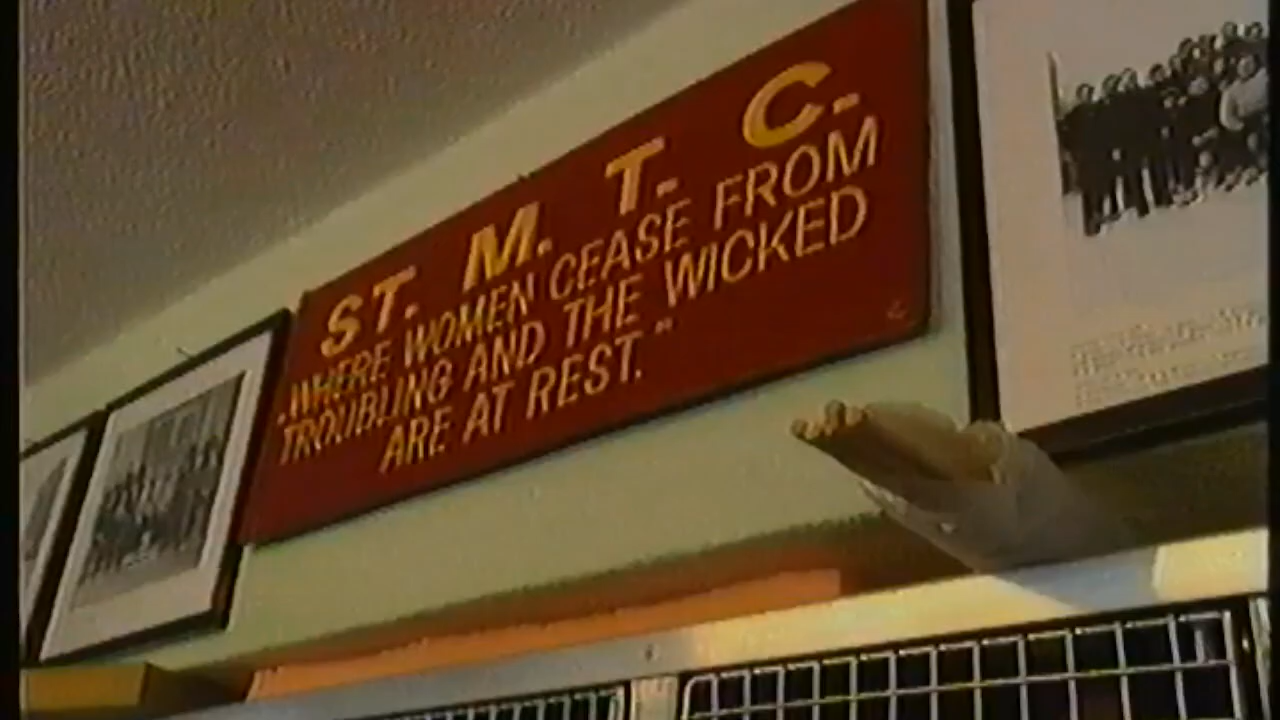 ST. M. T. C.
„WHERE WOMEN CEASE FROM
TROUBLING AND THE WICKED
ARE AT REST.”